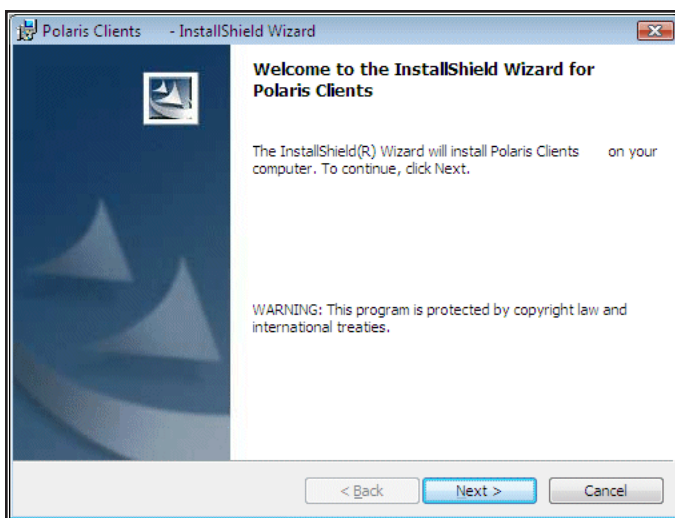 Polaris Clients - InstallShield Wizard
Welcome to the InstallShield Wizard for
Polaris Clients
The InstallShield(R) Wizard will install Polaris Clients on your
computer. To continue, click Next.
WARNING: This program is protected by copyright law and
international treaties.
< Back Next > Cancel